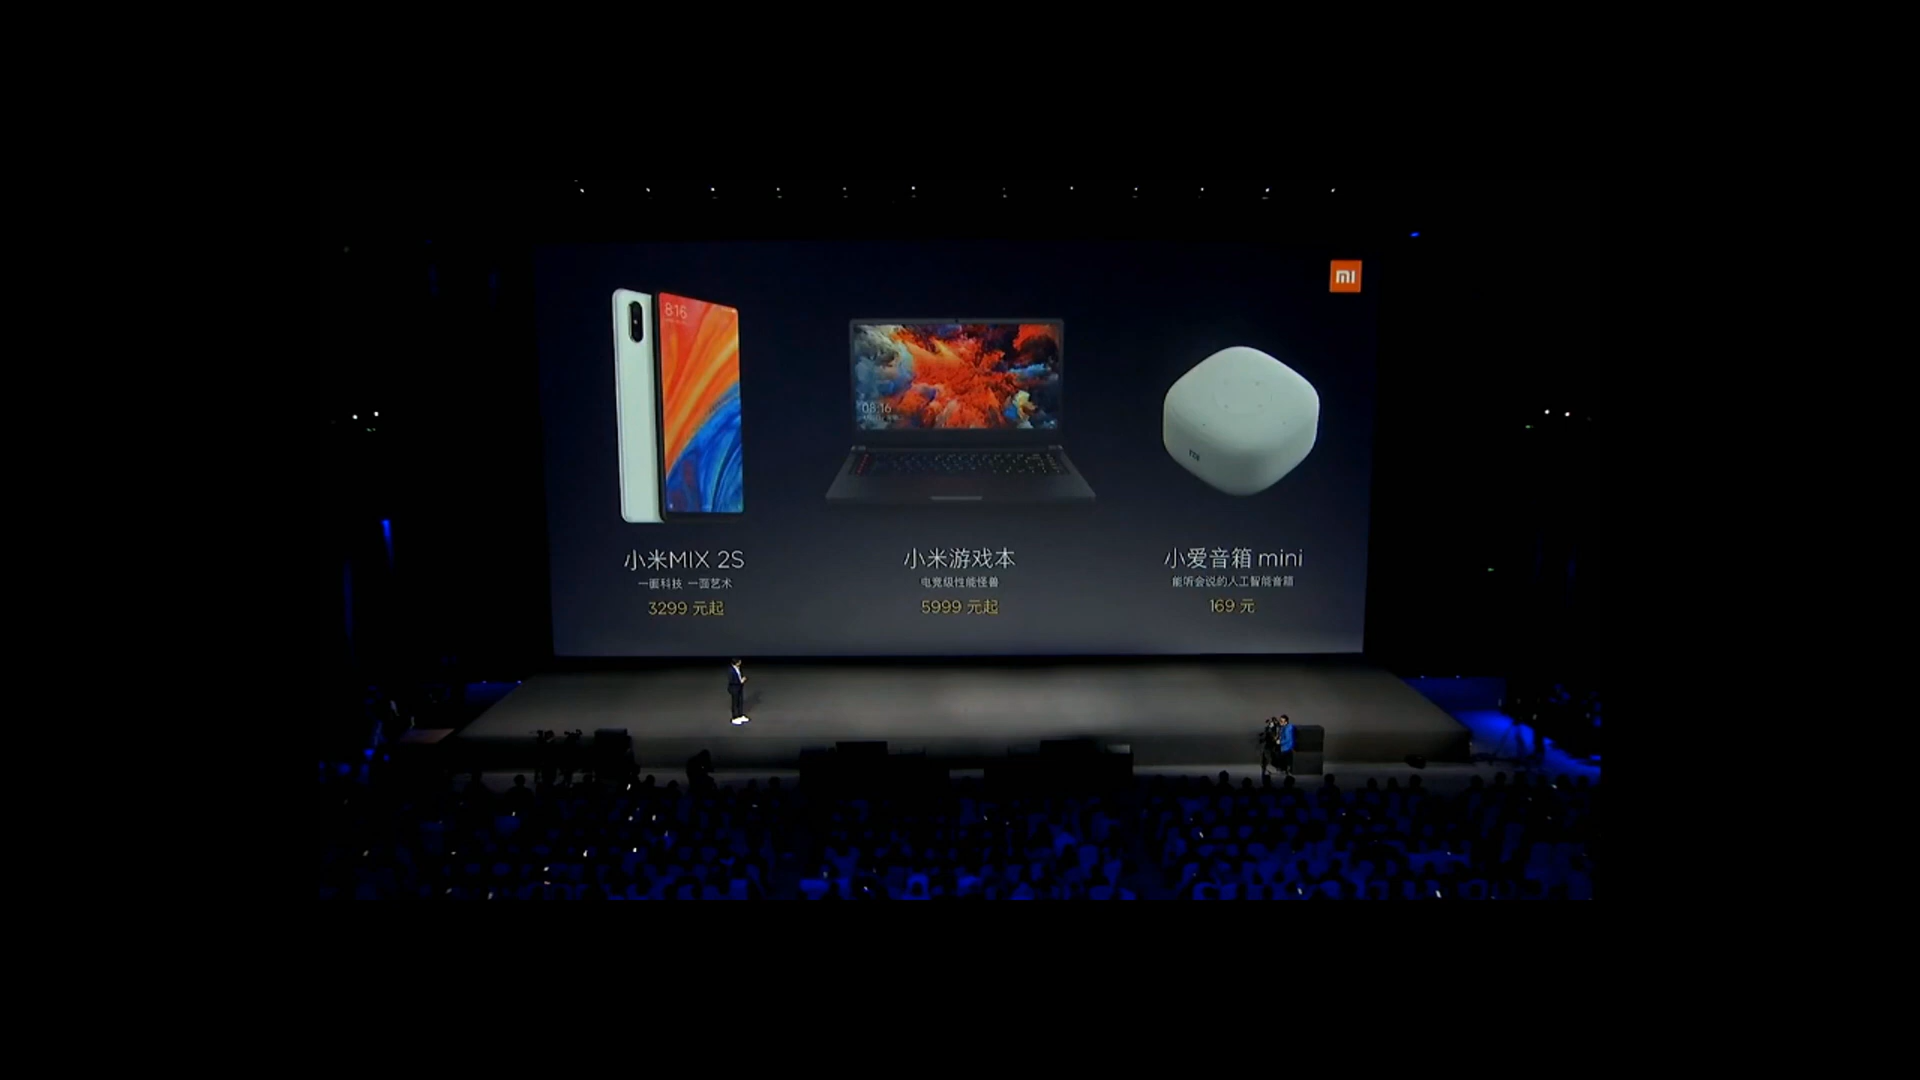 mi
816
08:16
mi
小米MIX 2S
一面科技 一面艺术
3299 元起
小米游戏本
电竞级性能怪兽
5999 元起
小爱音箱 mini
能听会说的人工智能音箱
169 元